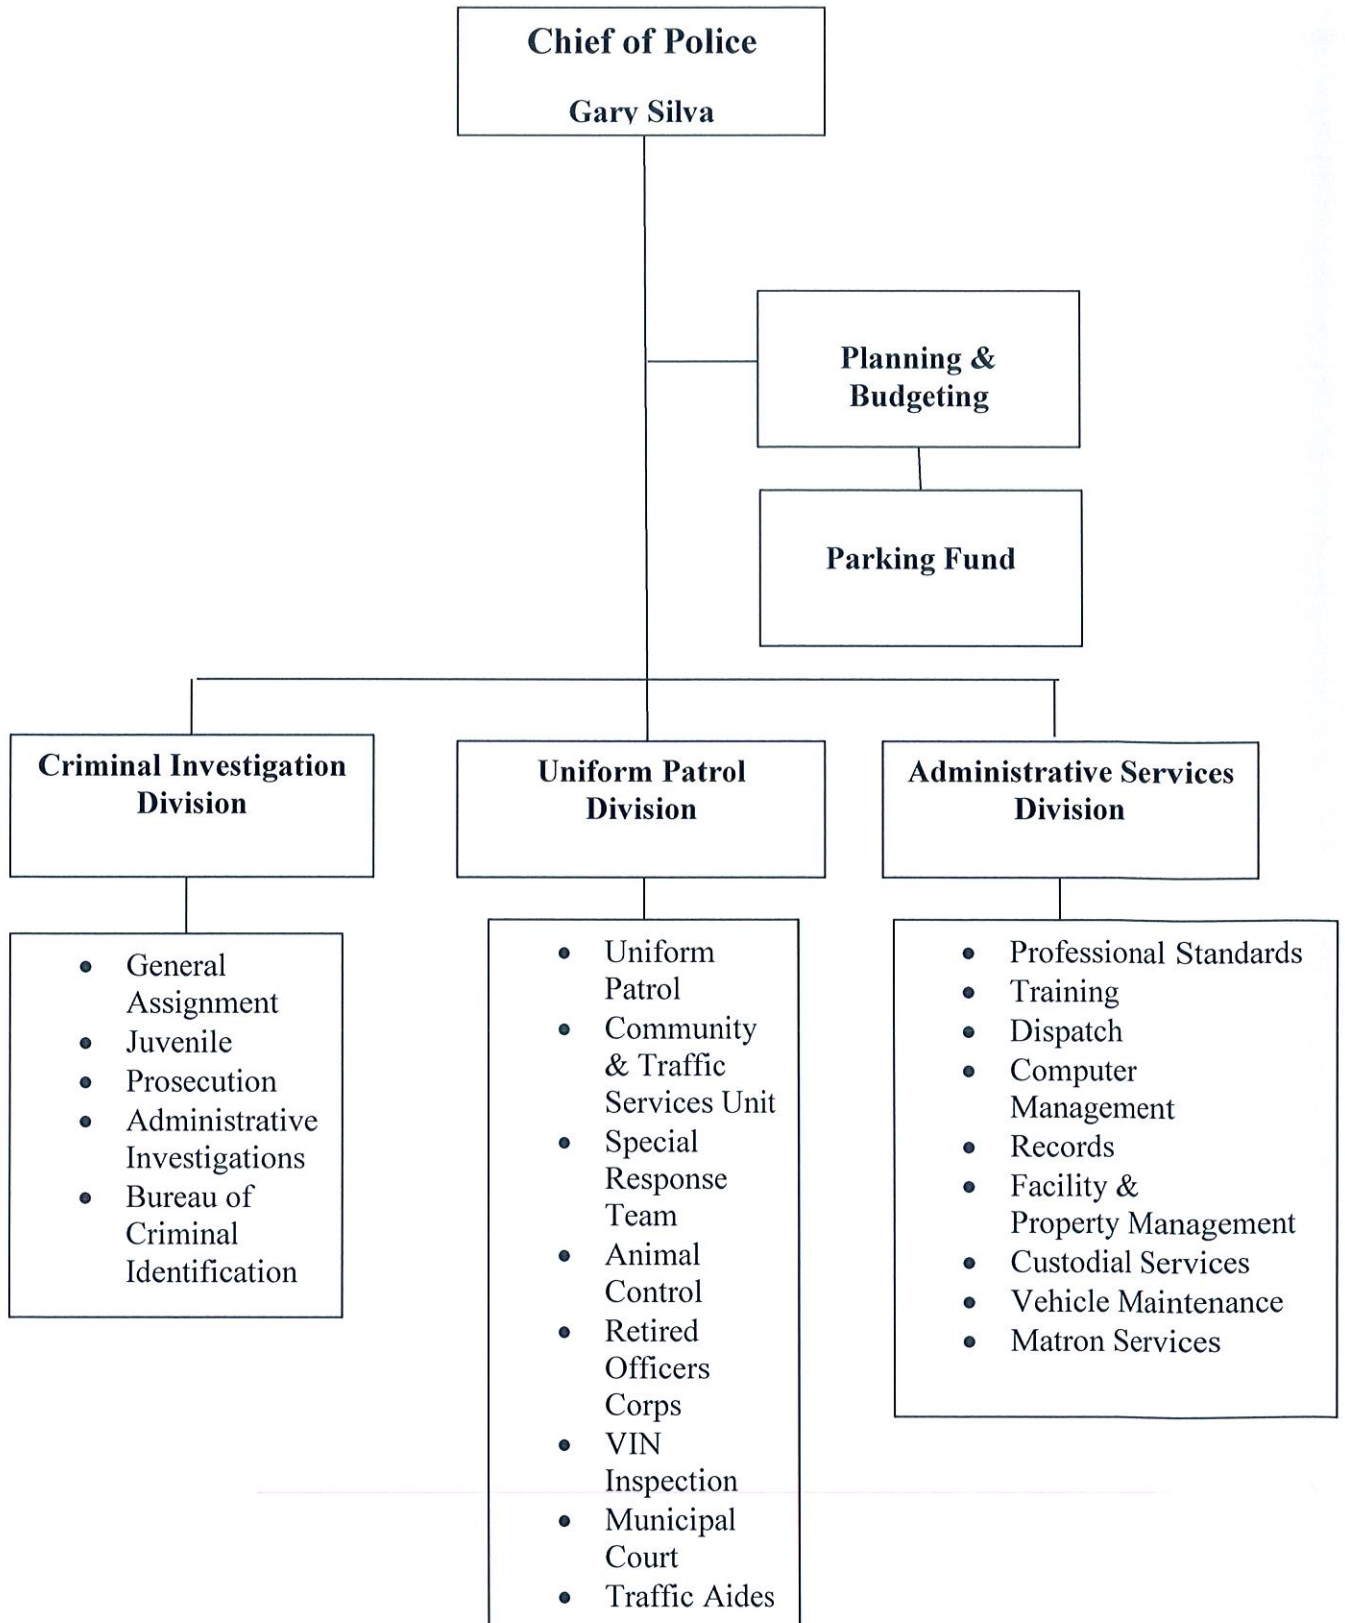 Chief of Police
Gary Silva
Planning &
Budgeting
Parking Fund
Criminal Investigation
Division
Uniform Patrol
Division
Administrative Services
Division
• General
Assignment
• Juvenile
• Prosecution
• Administrative
Investigations
• Bureau of
Criminal
Identification
• Uniform
Patrol
• Community
& Traffic
Services Unit
• Special
Response
Team
• Animal
Control
• Retired
Officers
Corps
• VIN
Inspection
• Municipal
Court
• Traffic Aides
• Professional Standards
• Training
• Dispatch
• Computer
Management
• Records
• Facility &
Property Management
• Custodial Services
• Vehicle Maintenance
• Matron Services